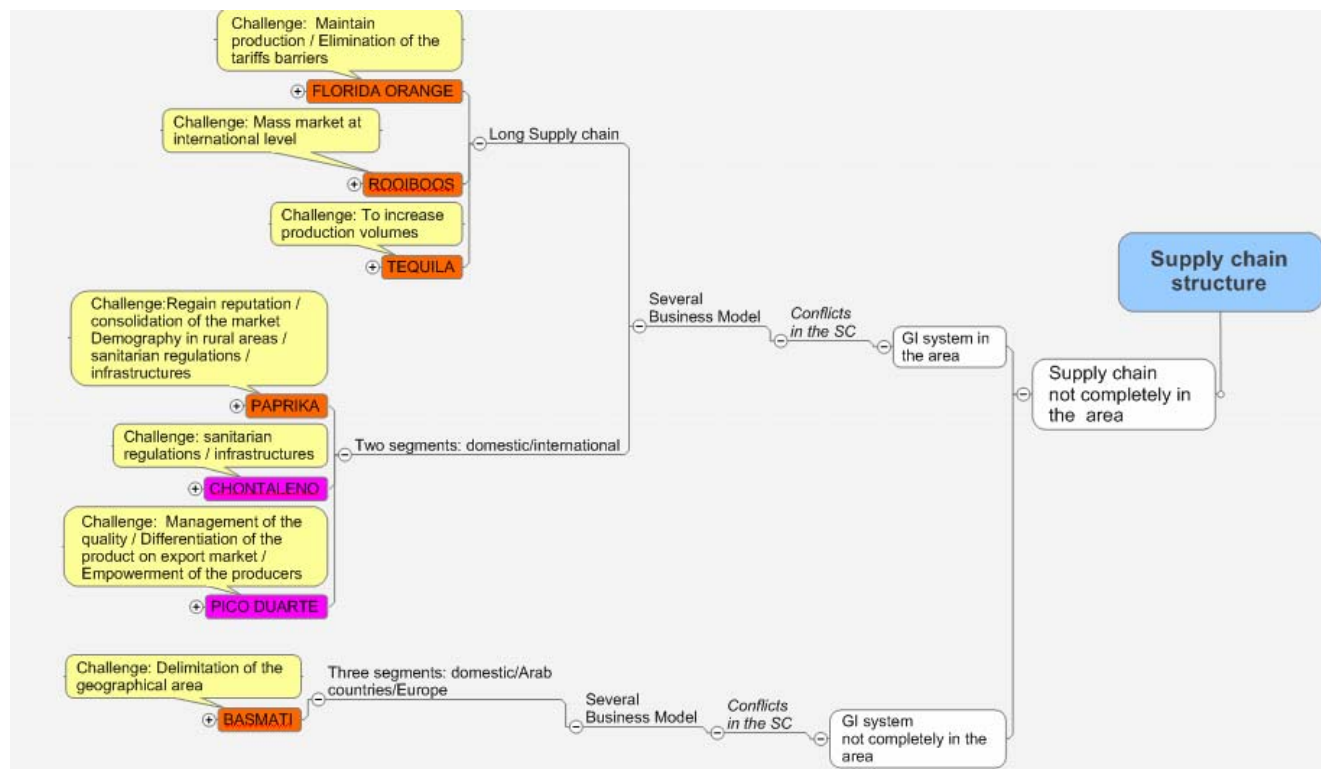 Challenge:  Maintain
production / Elimination of the
tariffs barriers
FLORIDA ORANGE
Challenge: Mass market at
international level
Long Supply chain
ROOIBOOS
Challenge: To increase
production volumes
TEQUILA
Supply chain
structure
Challenge:Regain reputation /
consolidation of the market
Demography in rural areas /
sanitarian regulations /
infrastructures
Several
Business Model
Conflicts
in the SC
GI system in
the area
Supply chain
not completely in
the  area
PAPRIKA
Challenge: sanitarian
regulations / infrastructures
Two segments: domestic/international
CHONTALENO
Challenge:  Management of the
quality / Differentiation of the
product on export market /
Empowerment of the producers
PICO DUARTE
Challenge: Delimitation of the
geographical area
Three segments: domestic/Arab
countries/Europe
BASMATI
Several
Business Model
Conflicts
in the SC
GI system
not completely in the
area